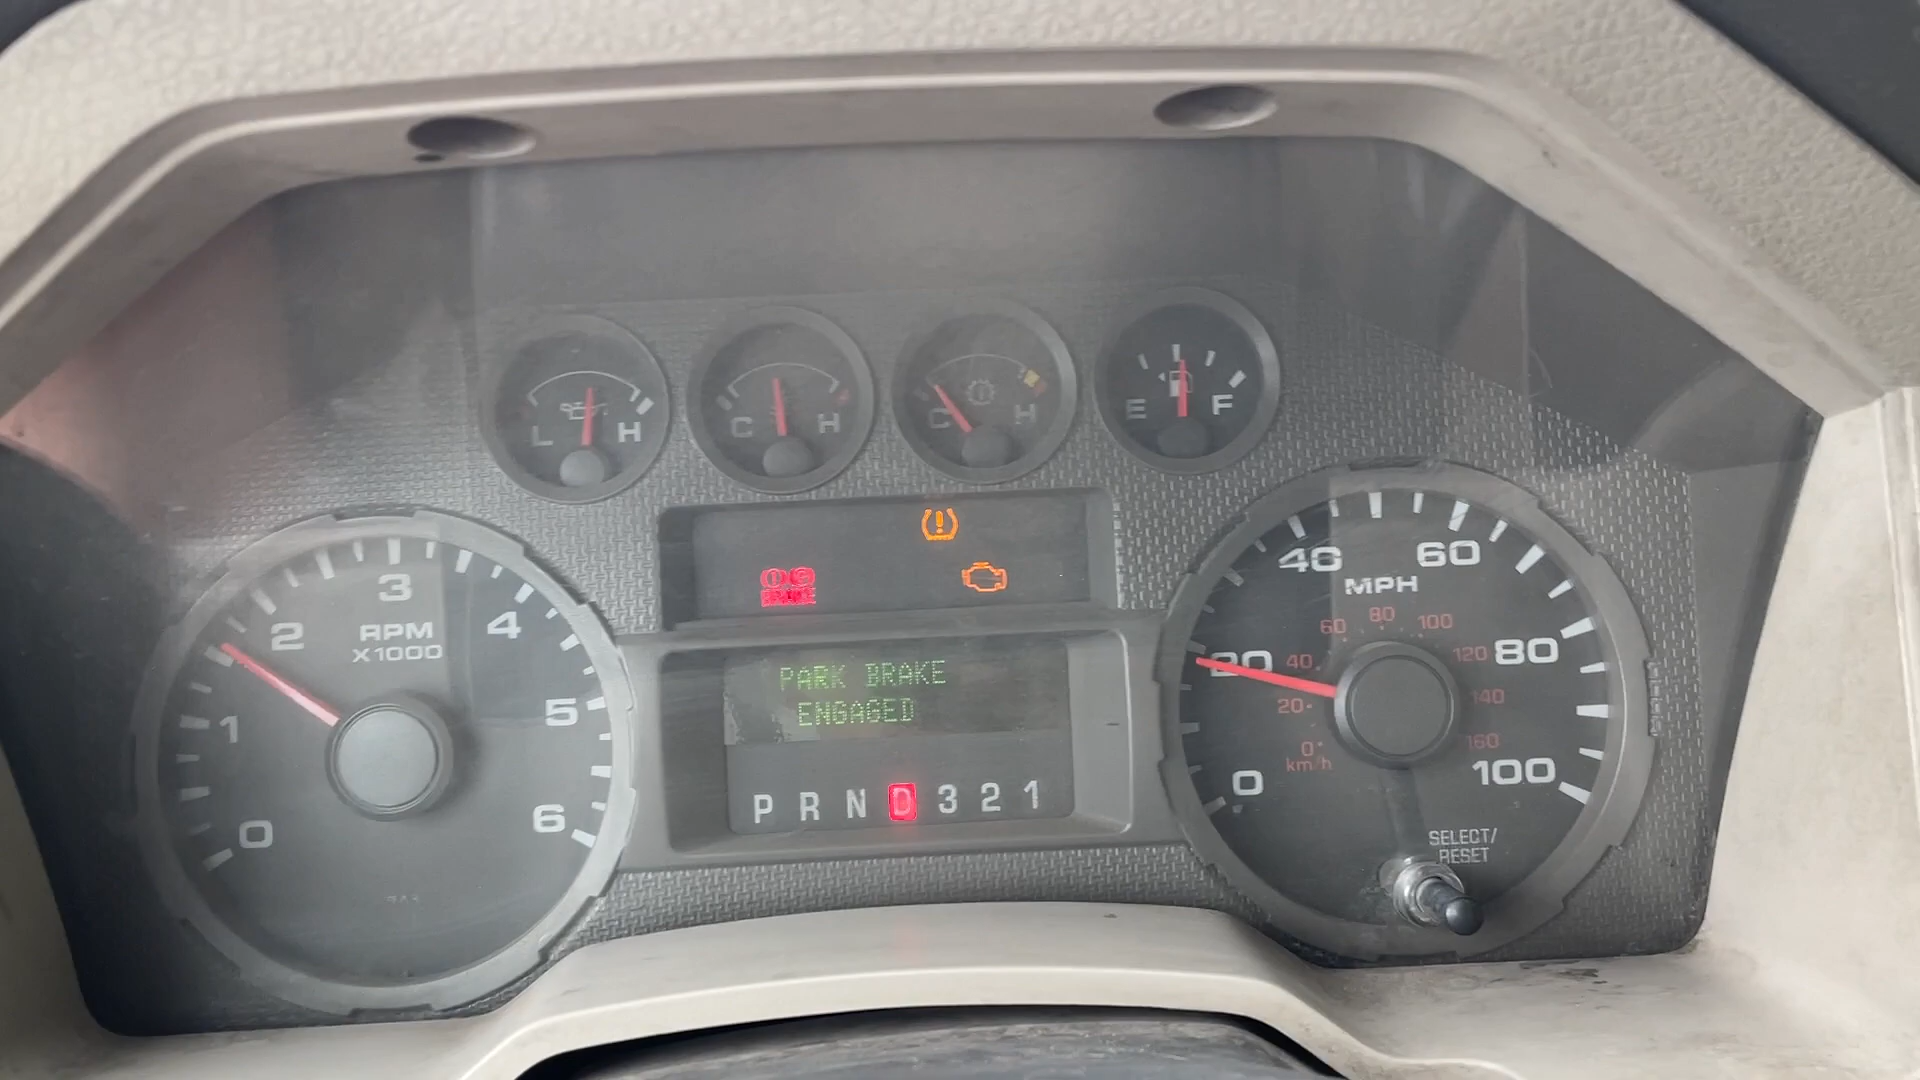 L H
C H
C H
E F
BRAKE
0 1 2 3 4 5 6
RPM
X1000
PARK BRAKE
ENGAGED
P R N D 3 2 1
0 20 40 60 80 100
MPH
0 20 40 60 80 100 120 140 160
km/h
SELECT/
RESET